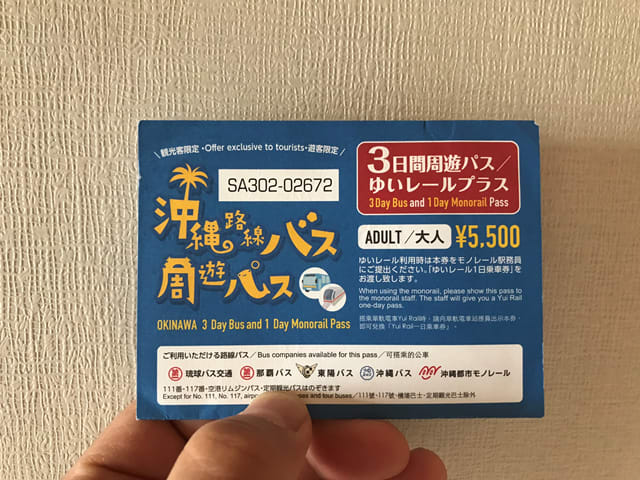 観光客限定・Offer exclusive to tourists・遊客限定
SA302-02672
沖縄路線バス
周遊パス
OKINAWA 3 Day Bus and 1 Day Monorail Pass
3日間周遊パス／
ゆいレールプラス
3 Day Bus and 1 Day Monorail Pass
ADULT／大人 ¥5,500
ゆいレール利用時は本券をモノレール駅務員
にご提出ください。「ゆいレール1日乗車券」を
お渡し致します。
When using the monorail, please show this pass to
the monorail staff. The staff will give you a Yui Rail
one-day pass.
搭乘單軌電車Yui Rail時，請向單軌電車站務員出示本券，
即可兌換「Yui Rail一日乘車券」。
ご利用いただける路線バス／Bus companies available for this pass／可搭乘的公車
琉球バス交通 那覇バス 東陽バス 沖縄バス 沖縄都市モノレール
111番・117番・空港リムジンバス・定期観光バスはのぞきます
Except for No. 111, No. 117, and tour buses／111號・117號・機場巴士・定期觀光巴士除外